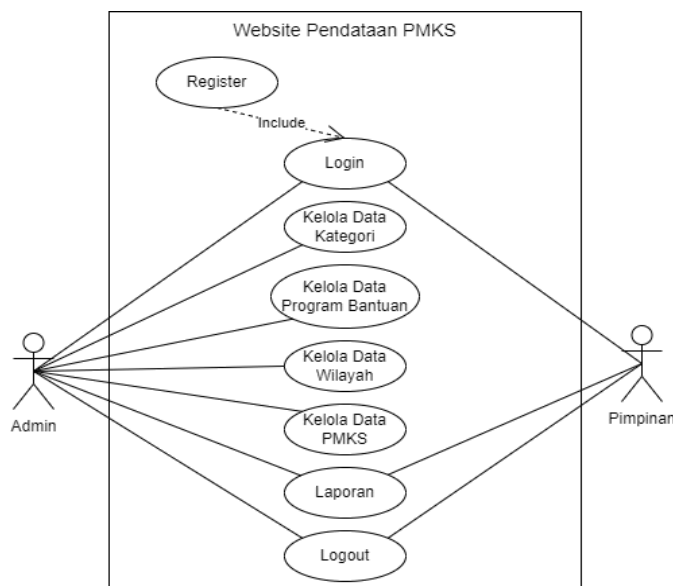 Website Pendataan PMKS
Register
Include
Login
Kelola Data
Kategori
Kelola Data
Program Bantuan
Kelola Data
Wilayah
Kelola Data
PMKS
Admin
Pimpinan
Laporan
Logout